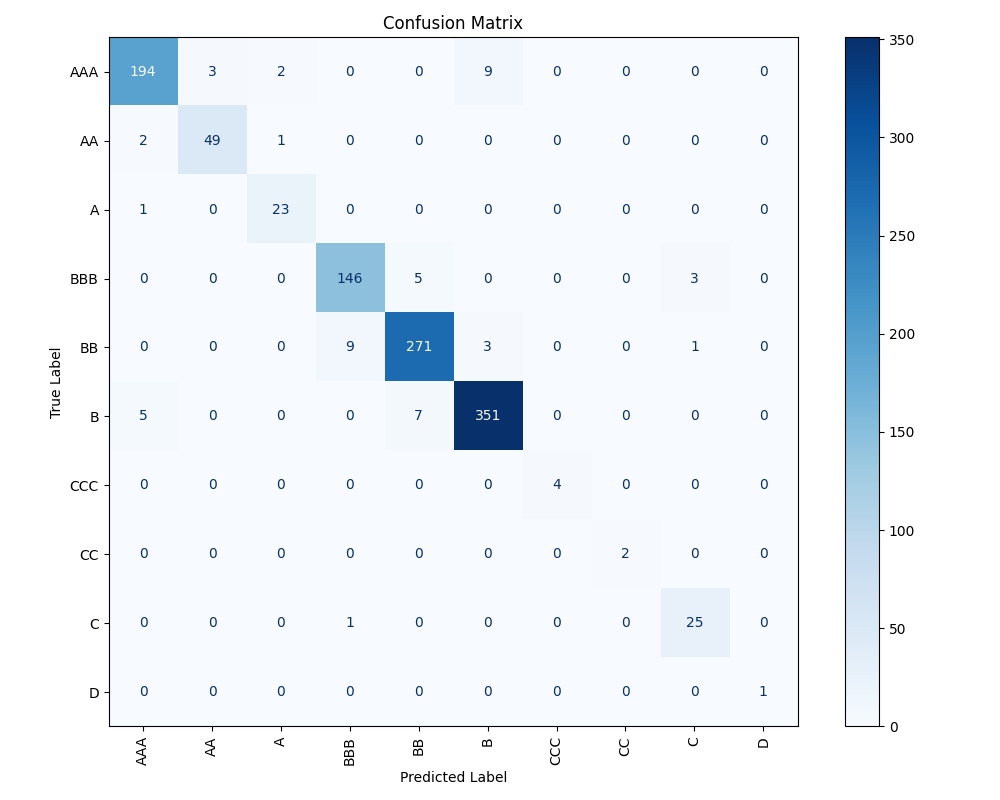 Confusion Matrix
AAA 194 3 2 0 0 9 0 0 0 0
AA 2 49 1 0 0 0 0 0 0 0
A 1 0 23 0 0 0 0 0 0 0
BBB 0 0 0 146 5 0 0 0 3 0
BB 0 0 0 9 271 3 0 0 1 0
B 5 0 0 0 7 351 0 0 0 0
CCC 0 0 0 0 0 0 4 0 0 0
CC 0 0 0 0 0 0 0 2 0 0
C 0 0 0 1 0 0 0 0 25 0
D 0 0 0 0 0 0 0 0 0 1
AAA AA A BBB BB B CCC CC C D
Predicted Label
True Label
350
300
250
200
150
100
50
0